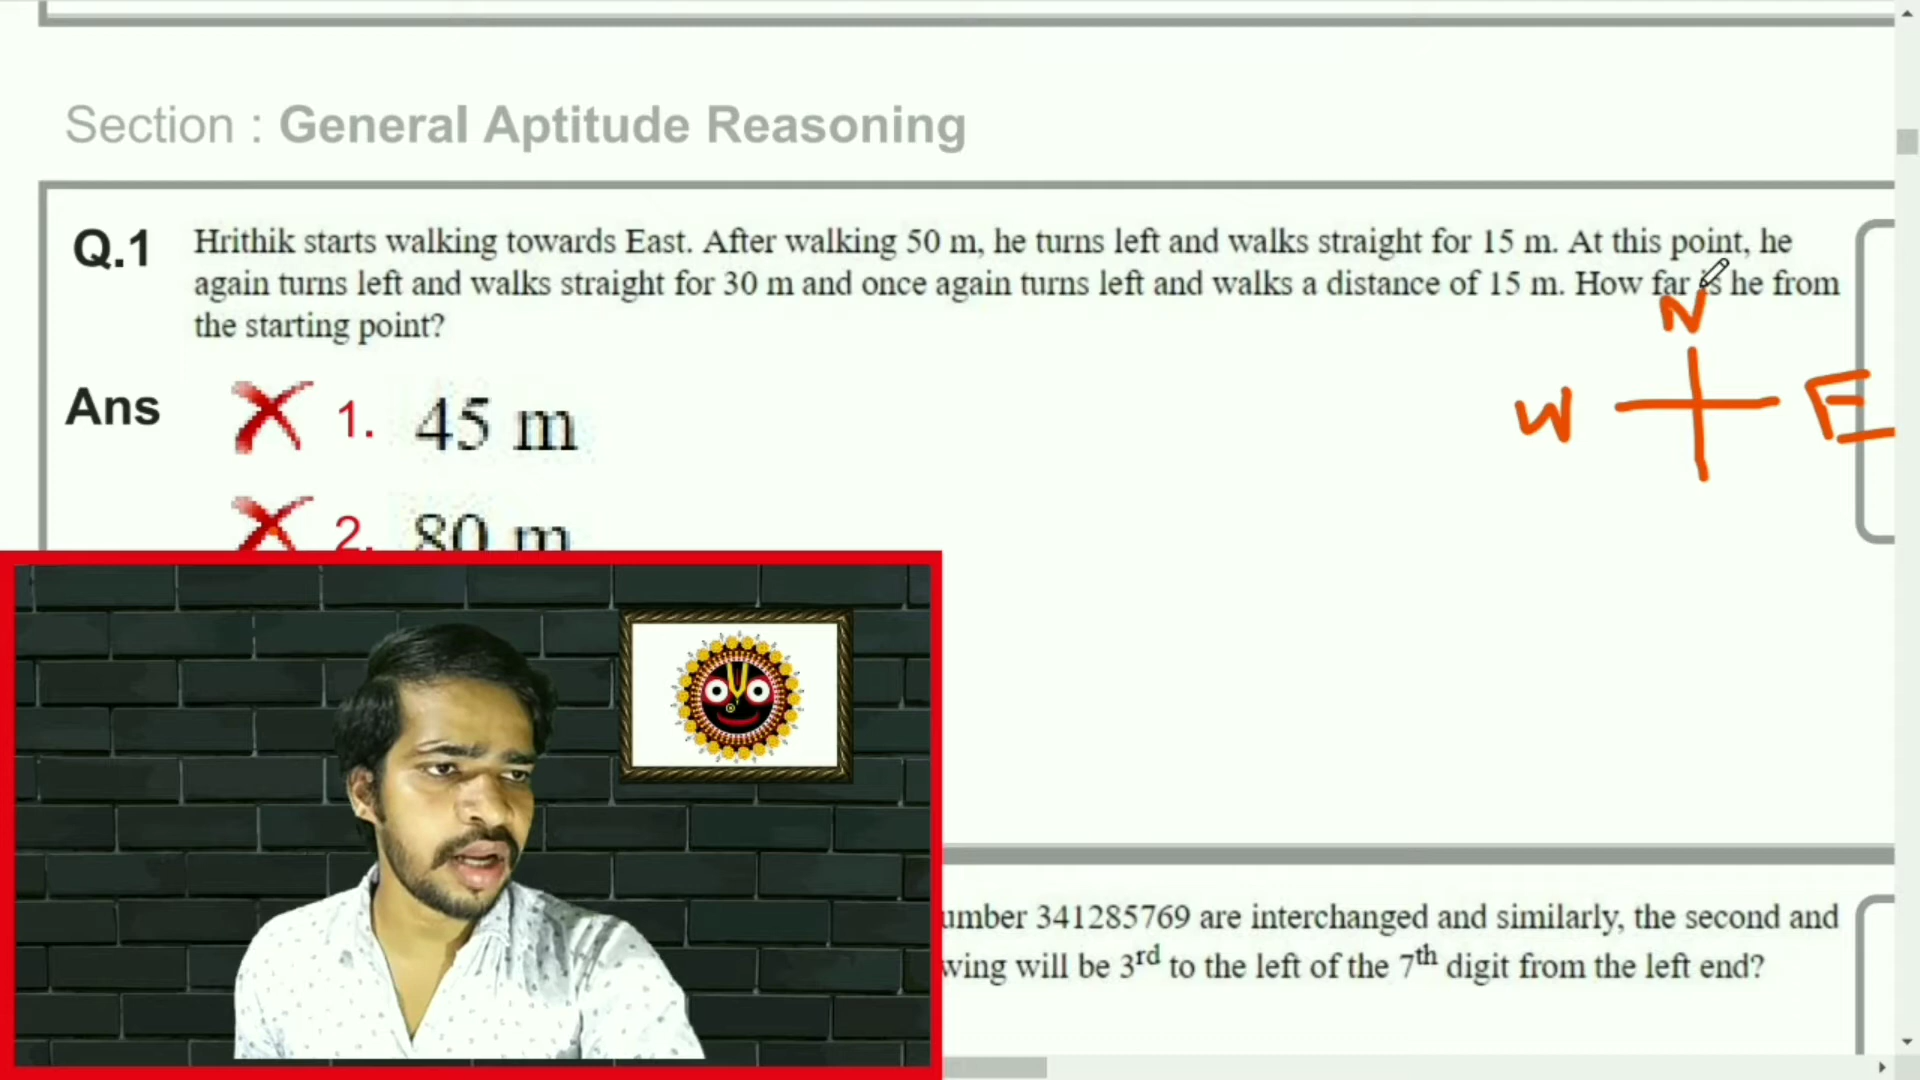 Section : General Aptitude Reasoning
Q.1 Hrithik starts walking towards East. After walking 50 m, he turns left and walks straight for 15 m. At this point, he
again turns left and walks straight for 30 m and once again turns left and walks a distance of 15 m. How far is he from
the starting point?
N
W E
Ans 1. 45 m
2. 80 m
umber 341285769 are interchanged and similarly, the second and
wing will be 3rd to the left of the 7th digit from the left end?